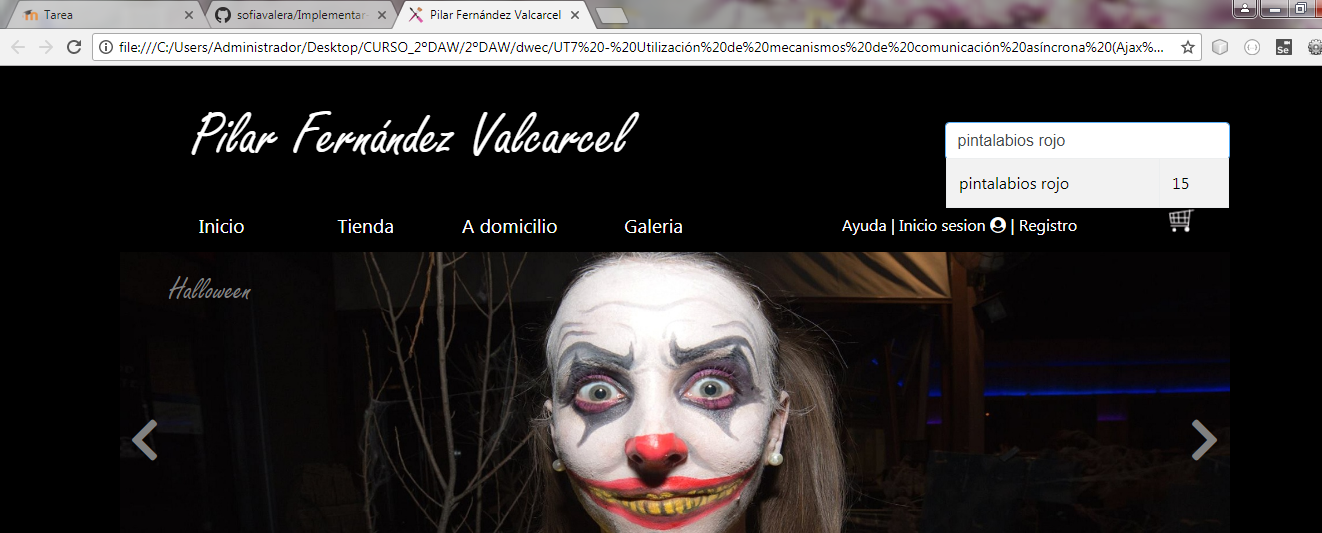 Tarea
sofiavalera/Implementar
Pilar Fernández Valcarcel
file:///C:/Users/Administrador/Desktop/CURSO_2ºDAW/2ºDAW/dwec/UT7%20-%20Utilización%20de%20mecanismos%20de%20comunicación%20asíncrona%20(Ajax%...
Se
Pilar Fernández Valcarcel
pintalabios rojo
pintalabios rojo 15
Inicio Tienda A domicilio Galeria Ayuda | Inicio sesion | Registro
Halloween